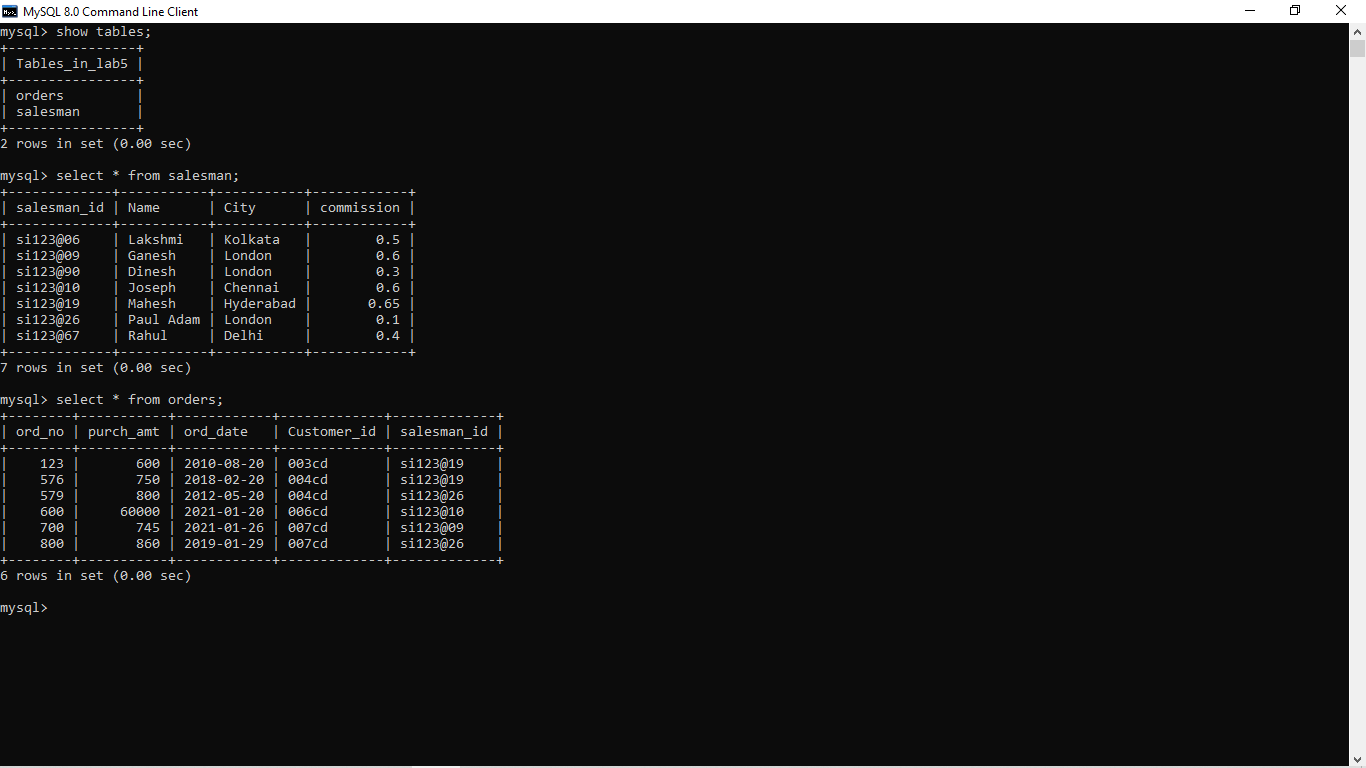 MySQL 8.0 Command Line Client
mysql> show tables;
+----------------+
| Tables_in_lab5 |
+----------------+
| orders         |
| salesman       |
+----------------+
2 rows in set (0.00 sec)

mysql> select * from salesman;
+-------------+-----------+-----------+------------+
| salesman_id | Name      | City      | commission |
+-------------+-----------+-----------+------------+
| si123@06    | Lakshmi   | Kolkata   |        0.5 |
| si123@09    | Ganesh    | London    |        0.6 |
| si123@90    | Dinesh    | London    |        0.3 |
| si123@10    | Joseph    | Chennai   |        0.6 |
| si123@19    | Mahesh    | Hyderabad |       0.65 |
| si123@26    | Paul Adam | London    |        0.1 |
| si123@67    | Rahul     | Delhi     |        0.4 |
+-------------+-----------+-----------+------------+
7 rows in set (0.00 sec)

mysql> select * from orders;
+--------+-----------+------------+-------------+-------------+
| ord_no | purch_amt | ord_date   | Customer_id | salesman_id |
+--------+-----------+------------+-------------+-------------+
|    123 |       600 | 2010-08-20 | 003cd       | si123@19    |
|    576 |       750 | 2018-02-20 | 004cd       | si123@19    |
|    579 |       800 | 2012-05-20 | 004cd       | si123@26    |
|    600 |     60000 | 2021-01-20 | 006cd       | si123@10    |
|    700 |       745 | 2021-01-26 | 007cd       | si123@09    |
|    800 |       860 | 2019-01-29 | 007cd       | si123@26    |
+--------+-----------+------------+-------------+-------------+
6 rows in set (0.00 sec)

mysql>